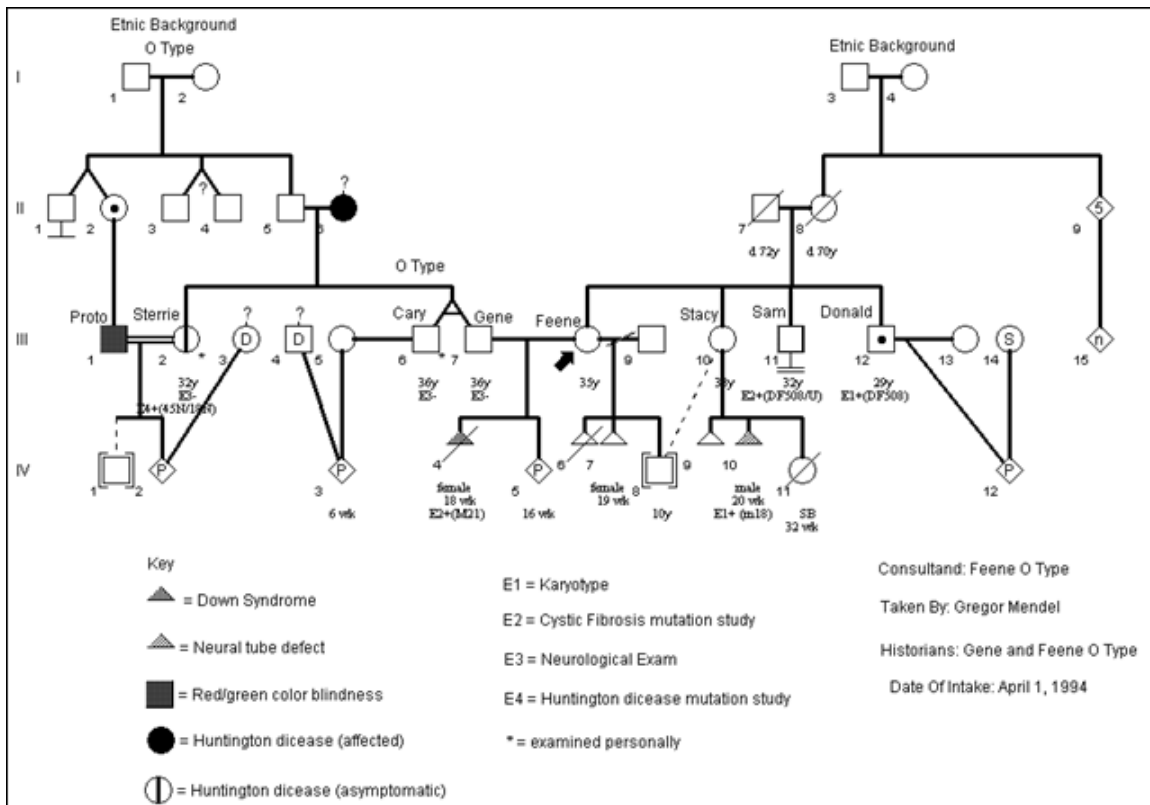 Etnic Background
O Type
Etnic Background
I
1
2
3
4
?
?
5
II
1
2
3
4
5
6
7
8
9
d 72y
d 70y
O Type
Proto
Sterrie
?
?
Cary
Gene
Feene
Stacy
Sam
Donald
D
D
S
n
III
1
2
*
3
4
5
6
*
7
9
10
11
12
13
14
15
32y
E3-
E4+(45N/18N)
36y
E3-
36y
E3-
35y
33y
32y
E2+(DF508/U)
29y
E1+(DF508)
IV
P
P
P
P
1
2
3
4
5
6
7
8
9
10
11
12
6 wk
female
18 wk
E2+(M21)
16 wk
female
19 wk
10y
male
20 wk
E1+ (m18)
SB
32 wk
Key
= Down Syndrome
= Neural tube defect
= Red/green color blindness
= Huntington dicease (affected)
= Huntington dicease (asymptomatic)
E1 = Karyotype
E2 = Cystic Fibrosis mutation study
E3 = Neurological Exam
E4 = Huntington disease mutation study
* = examined personally
Consultand: Feene O Type
Taken By: Gregor Mendel
Historians: Gene and Feene O Type
Date Of Intake: April 1, 1994